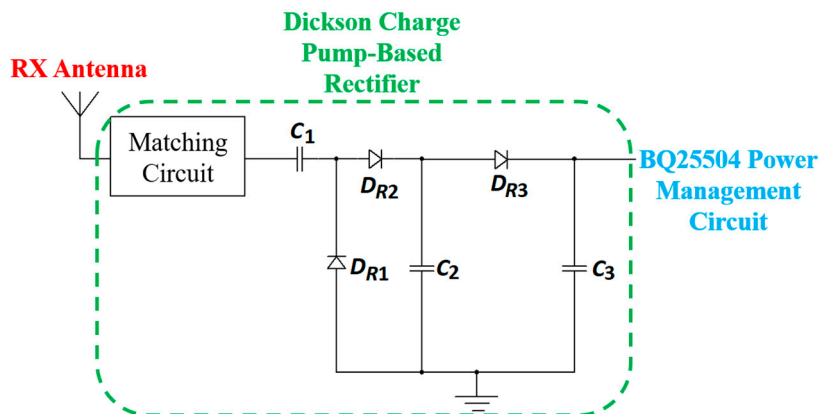 Dickson Charge
Pump-Based
Rectifier
RX Antenna
Matching
Circuit
C1
DR2
DR3
BQ25504 Power
Management
Circuit
DR1
C2
C3